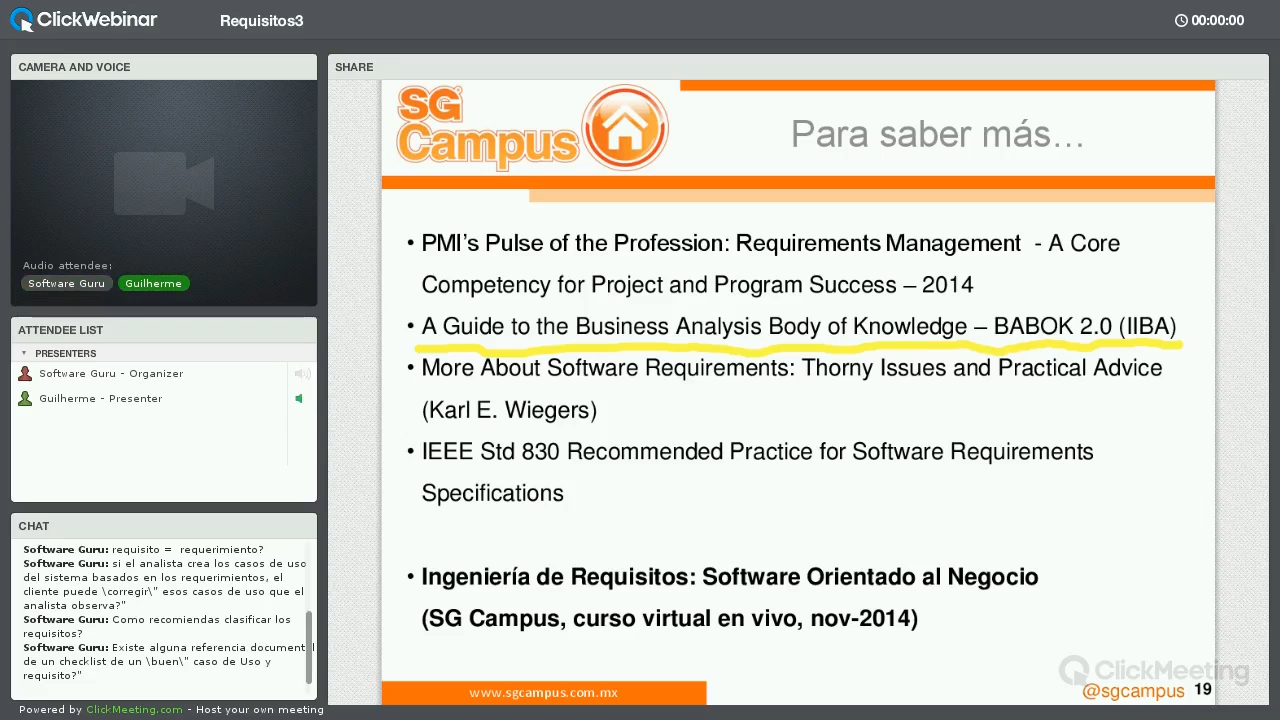 ClickWebinar
Requisitos3
00:00:00
CAMERA AND VOICE
Audio attendee:
Software Guru
Guilherme
ATTENDEE LIST
PRESENTERS
Software Guru - Organizer
Guilherme - Presenter
CHAT
Software Guru: requisito = requerimiento?
Software Guru: si el analista crea los casos de uso
del sistema basados en los requerimiento, el
cliente puede \corregir\" esos casos de uso que el
analista observa?"
Software Guru: Como recomiendas clasificar los
requisitos?
Software Guru: Existe alguna referencia document l
de un checklist de un \buen\" caso de Uso y
requisito?"
Powered by ClickMeeting.com - Host your own meeting
SHARE
SG
Campus
Para saber más...
• PMI's Pulse of the Profession: Requirements Management - A Core
Competency for Project and Program Success – 2014
• A Guide to the Business Analysis Body of Knowledge – BABOK 2.0 (IIBA)
• More About Software Requirements: Thorny Issues and Practical Advice
(Karl E. Wiegers)
• IEEE Std 830 Recommended Practice for Software Requirements
Specifications
• Ingeniería de Requisitos: Software Orientado al Negocio
(SG Campus, curso virtual en vivo, nov-2014)
www.sgcampus.com.mx
ClickMeeting
@sgcampus 19